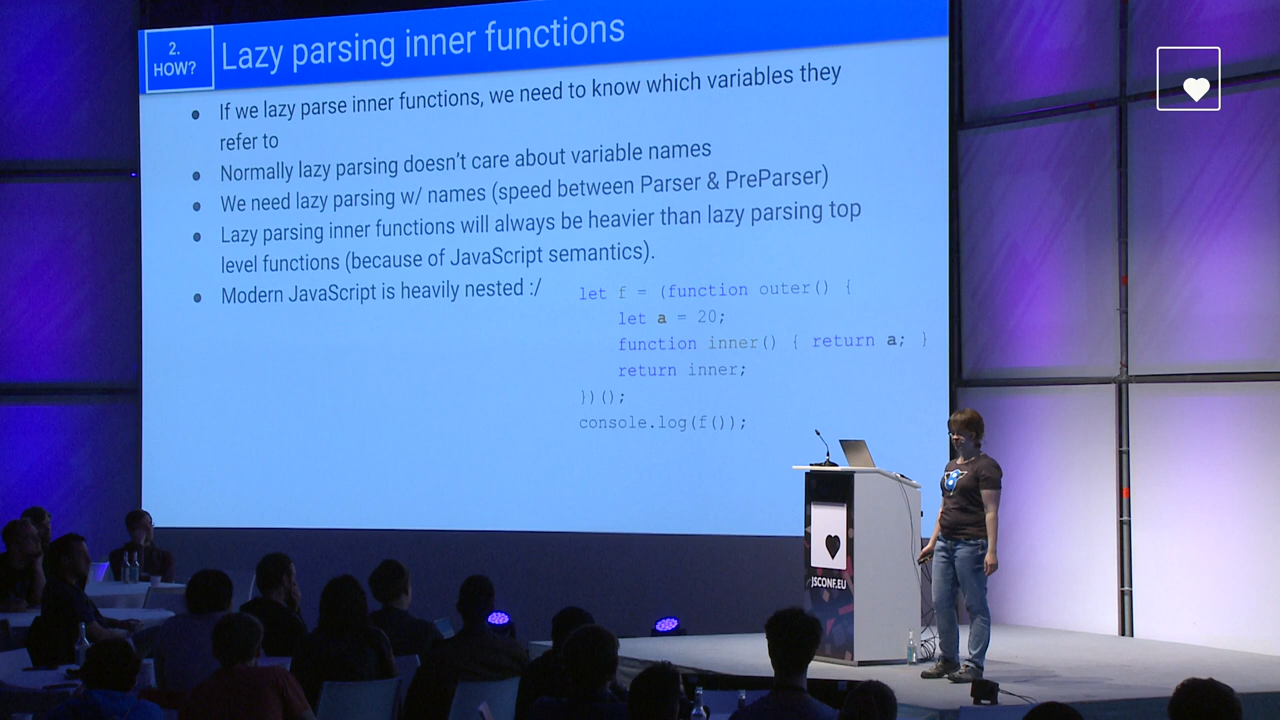 2.
HOW?
Lazy parsing inner functions
● If we lazy parse inner functions, we need to know which variables they
refer to
● Normally lazy parsing doesn't care about variable names
● We need lazy parsing w/ names (speed between Parser & PreParser)
● Lazy parsing inner functions will always be heavier than lazy parsing top
level functions (because of JavaScript semantics).
● Modern JavaScript is heavily nested :/
let f = (function outer() {
    let a = 20;
    function inner() { return a; }
    return inner;
})();
console.log(f());
JSCONF.EU